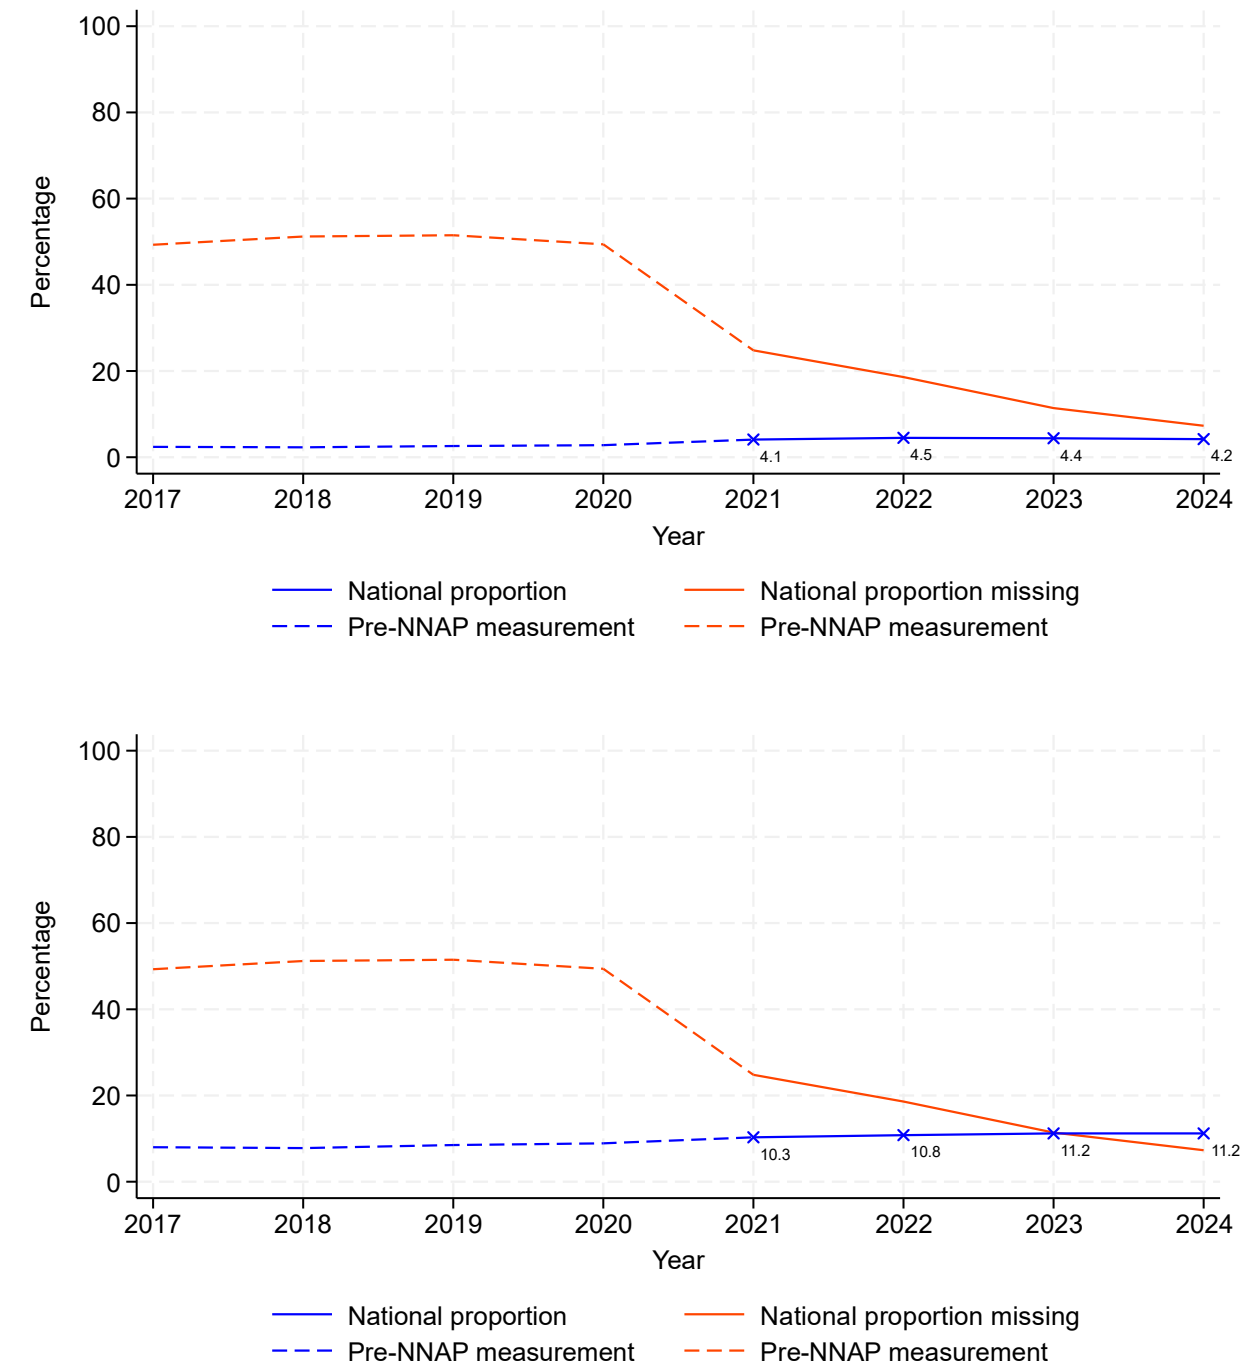 100
80
60
40
20
0
Percentage
4.1
4.5
4.4
4.2
2017 2018 2019 2020 2021 2022 2023 2024
Year
National proportion National proportion missing
Pre-NNAP measurement Pre-NNAP measurement
100
80
60
40
20
0
Percentage
10.3
10.8
11.2
11.2
2017 2018 2019 2020 2021 2022 2023 2024
Year
National proportion National proportion missing
Pre-NNAP measurement Pre-NNAP measurement